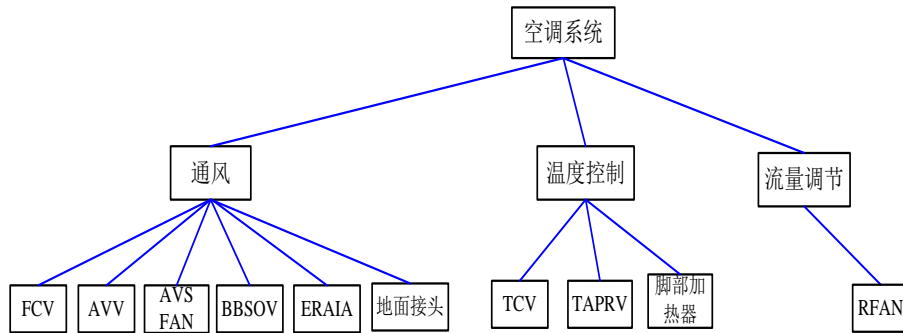 空调系统
通风
温度控制
流量调节
FCV
AVV
AVS
FAN
BBSOV
ERAIA
地面接头
TCV
TAPRV
脚部加
热器
RFAN